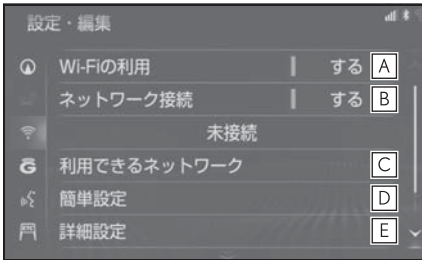 設定・編集
Wi-Fiの利用 する A
ネットワーク接続 する B
未接続
利用できるネットワーク C
簡単設定 D
詳細設定 E